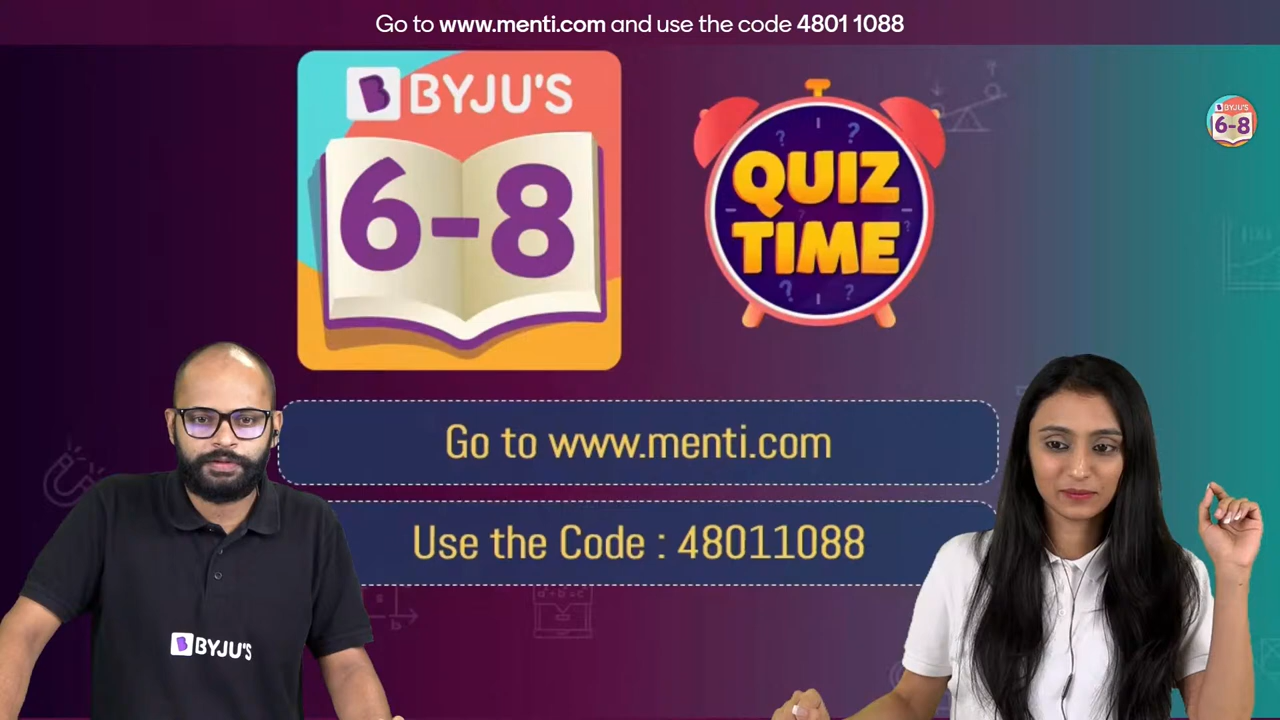 Go to www.menti.com and use the code 4801 1088
BYJU'S
6-8
QUIZ
TIME
BYJU'S
6-8
Go to www.menti.com
Use the Code : 48011088
BYJU'S